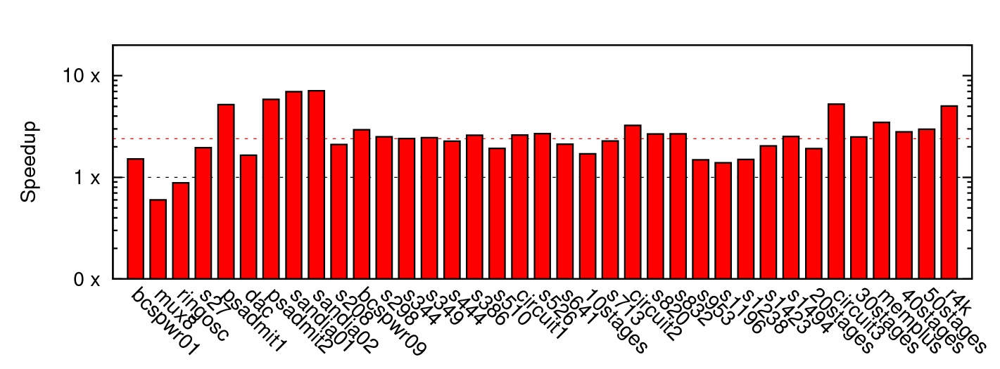 10 x
1 x
0 x
Speedup
bcspwr01
mux8
ringosc
s27
psadmit1
dac
psadmit2
sandia01
sandia02
s208
bcspwr09
s298
s344
s349
s444
s386
s510
circuit1
s526
s641
10stages
s713
circuit2
s820
s832
s953
s1196
s1238
s1423
s1494
20stages
circuit3
30stages
memplus
40stages
50stages
r4k